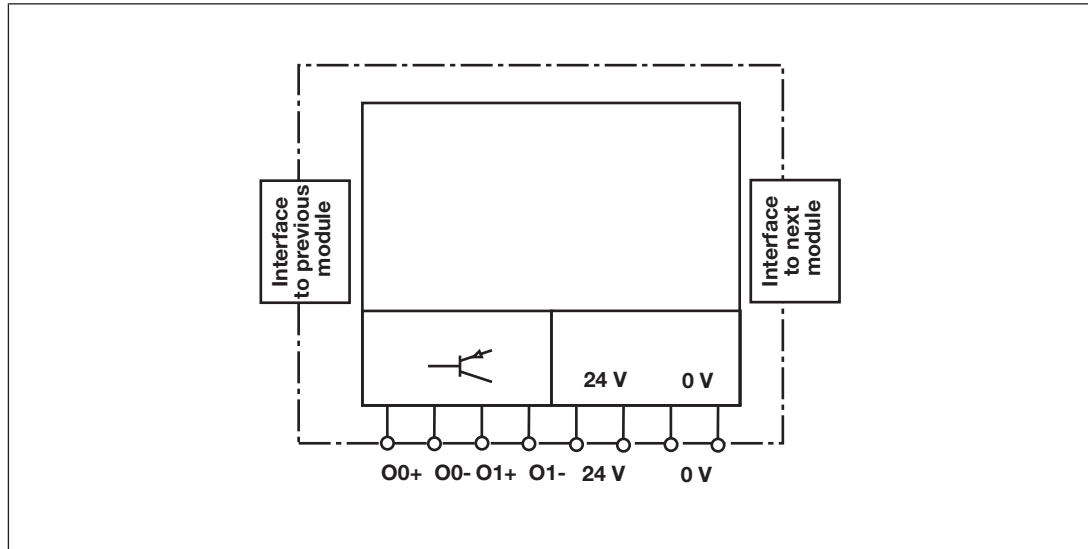 Interface
to previous
module
Interface
to next
module
24 V 0 V
O0+ O0- O1+ O1- 24 V 0 V